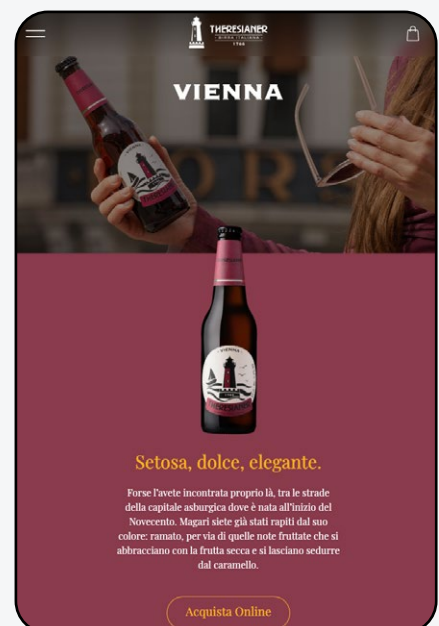 THERESIANER
BIRRA ITALIANA
1766
VIENNA
VIENNA
THERESIANER
Setosa, dolce, elegante.
Forse l'avete incontrata proprio là, tra le strade
della capitale asburgica dove è nata all'inizio del
Novecento. Magari siete già stati rapiti dal suo
colore: ramato, per via di quelle note fruttate che si
abbracciano con la frutta secca e si lasciano sedurre
dal caramello.
Acquista Online